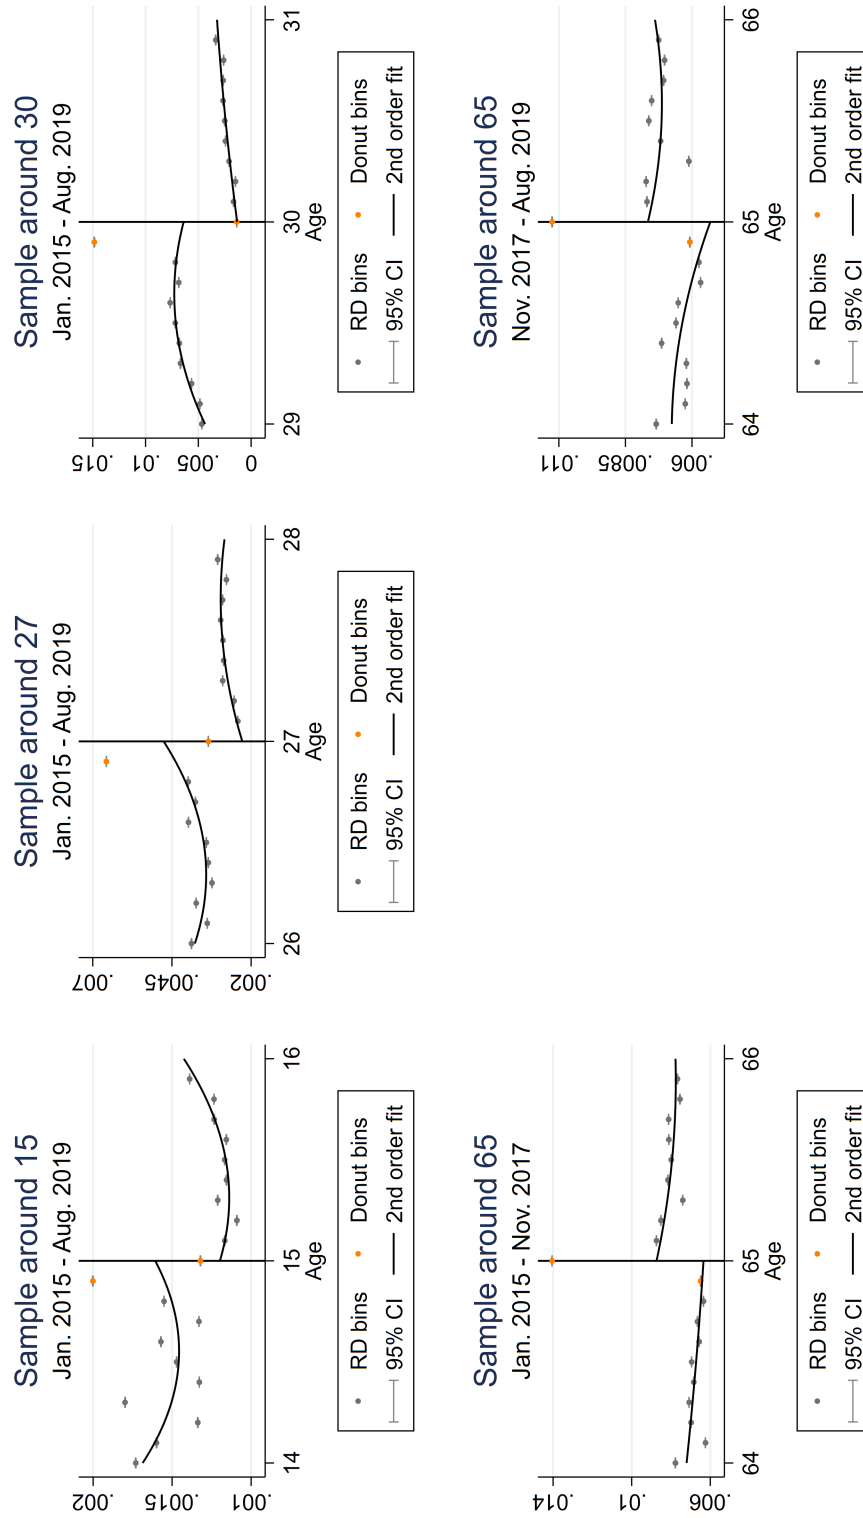 Sample around 15
Jan. 2015 - Aug. 2019
.002
.0015
.001
14 15 16
Age
RD bins Donut bins
95% CI 2nd order fit
Sample around 27
Jan. 2015 - Aug. 2019
.007
.0045
.002
26 27 28
Age
RD bins Donut bins
95% CI 2nd order fit
Sample around 30
Jan. 2015 - Aug. 2019
.015
.01
.005
0
29 30 31
Age
RD bins Donut bins
95% CI 2nd order fit
Sample around 65
Jan. 2015 - Nov. 2017
.014
.01
.006
64 65 66
Age
RD bins Donut bins
95% CI 2nd order fit
Sample around 65
Nov. 2017 - Aug. 2019
.011
.0085
.006
64 65 66
Age
RD bins Donut bins
95% CI 2nd order fit